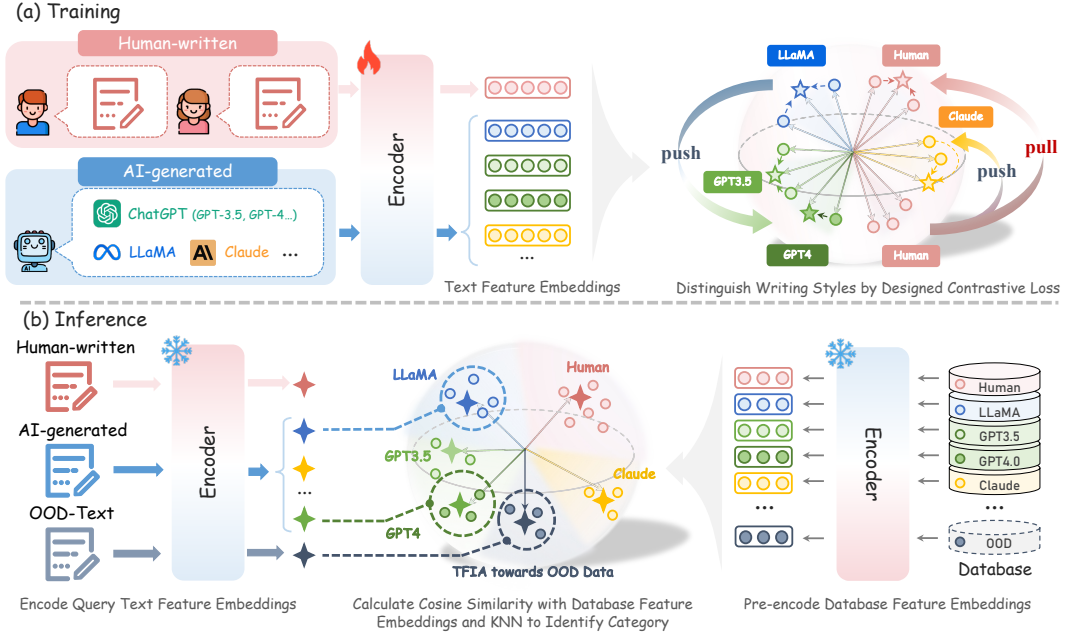 (a) Training
Human-written
AI-generated
ChatGPT (GPT-3.5, GPT-4...)
LLaMA
Claude
...
AI
Encoder
...
Text Feature Embeddings
LLaMA
Human
Claude
GPT3.5
GPT4
Human
push
push
pull
Distinguish Writing Styles by Designed Contrastive Loss
(b) Inference
Human-written
AI-generated
OOD-Text
Encoder
...
Encode Query Text Feature Embeddings
LLaMA
Human
GPT3.5
Claude
GPT4
TFIA towards OOD Data
Calculate Cosine Similarity with Database Feature
Embeddings and KNN to Identify Category
...
Encoder
Human
LLaMA
GPT3.5
GPT4.0
Claude
...
OOD
Database
Pre-encode Database Feature Embeddings